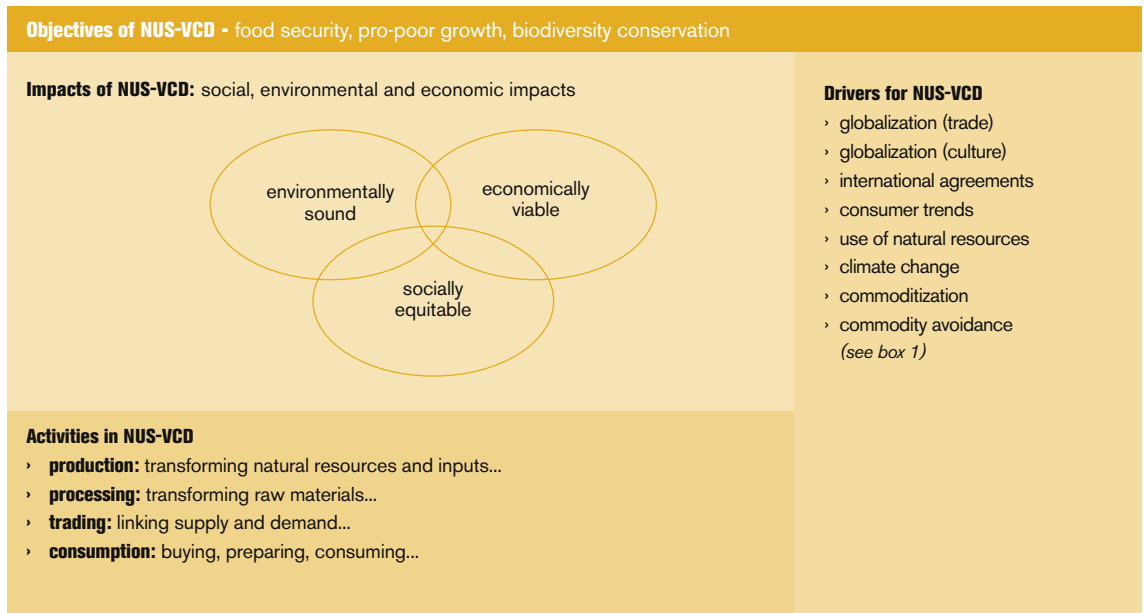 Objectives of NUS-VCD - food security, pro-poor growth, biodiversity conservation
Impacts of NUS-VCD: social, environmental and economic impacts
environmentally
sound
economically
viable
socially
equitable
Activities in NUS-VCD
› production: transforming natural resources and inputs...
› processing: transforming raw materials...
› trading: linking supply and demand...
› consumption: buying, preparing, consuming...
Drivers for NUS-VCD
› globalization (trade)
› globalization (culture)
› international agreements
› consumer trends
› use of natural resources
› climate change
› commoditization
› commodity avoidance
(see box 1)